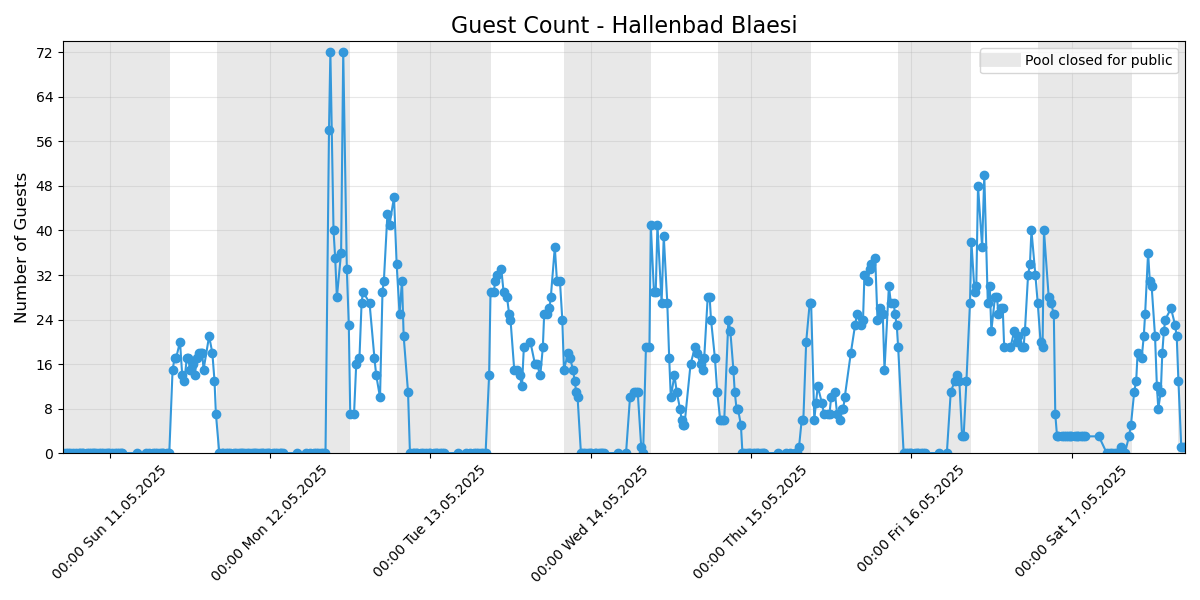 Guest Count - Hallenbad Blaesi
Pool closed for public
Number of Guests
72
64
56
48
40
32
24
16
8
0
00:00 Sun 11.05.2025
00:00 Mon 12.05.2025
00:00 Tue 13.05.2025
00:00 Wed 14.05.2025
00:00 Thu 15.05.2025
00:00 Fri 16.05.2025
00:00 Sat 17.05.2025